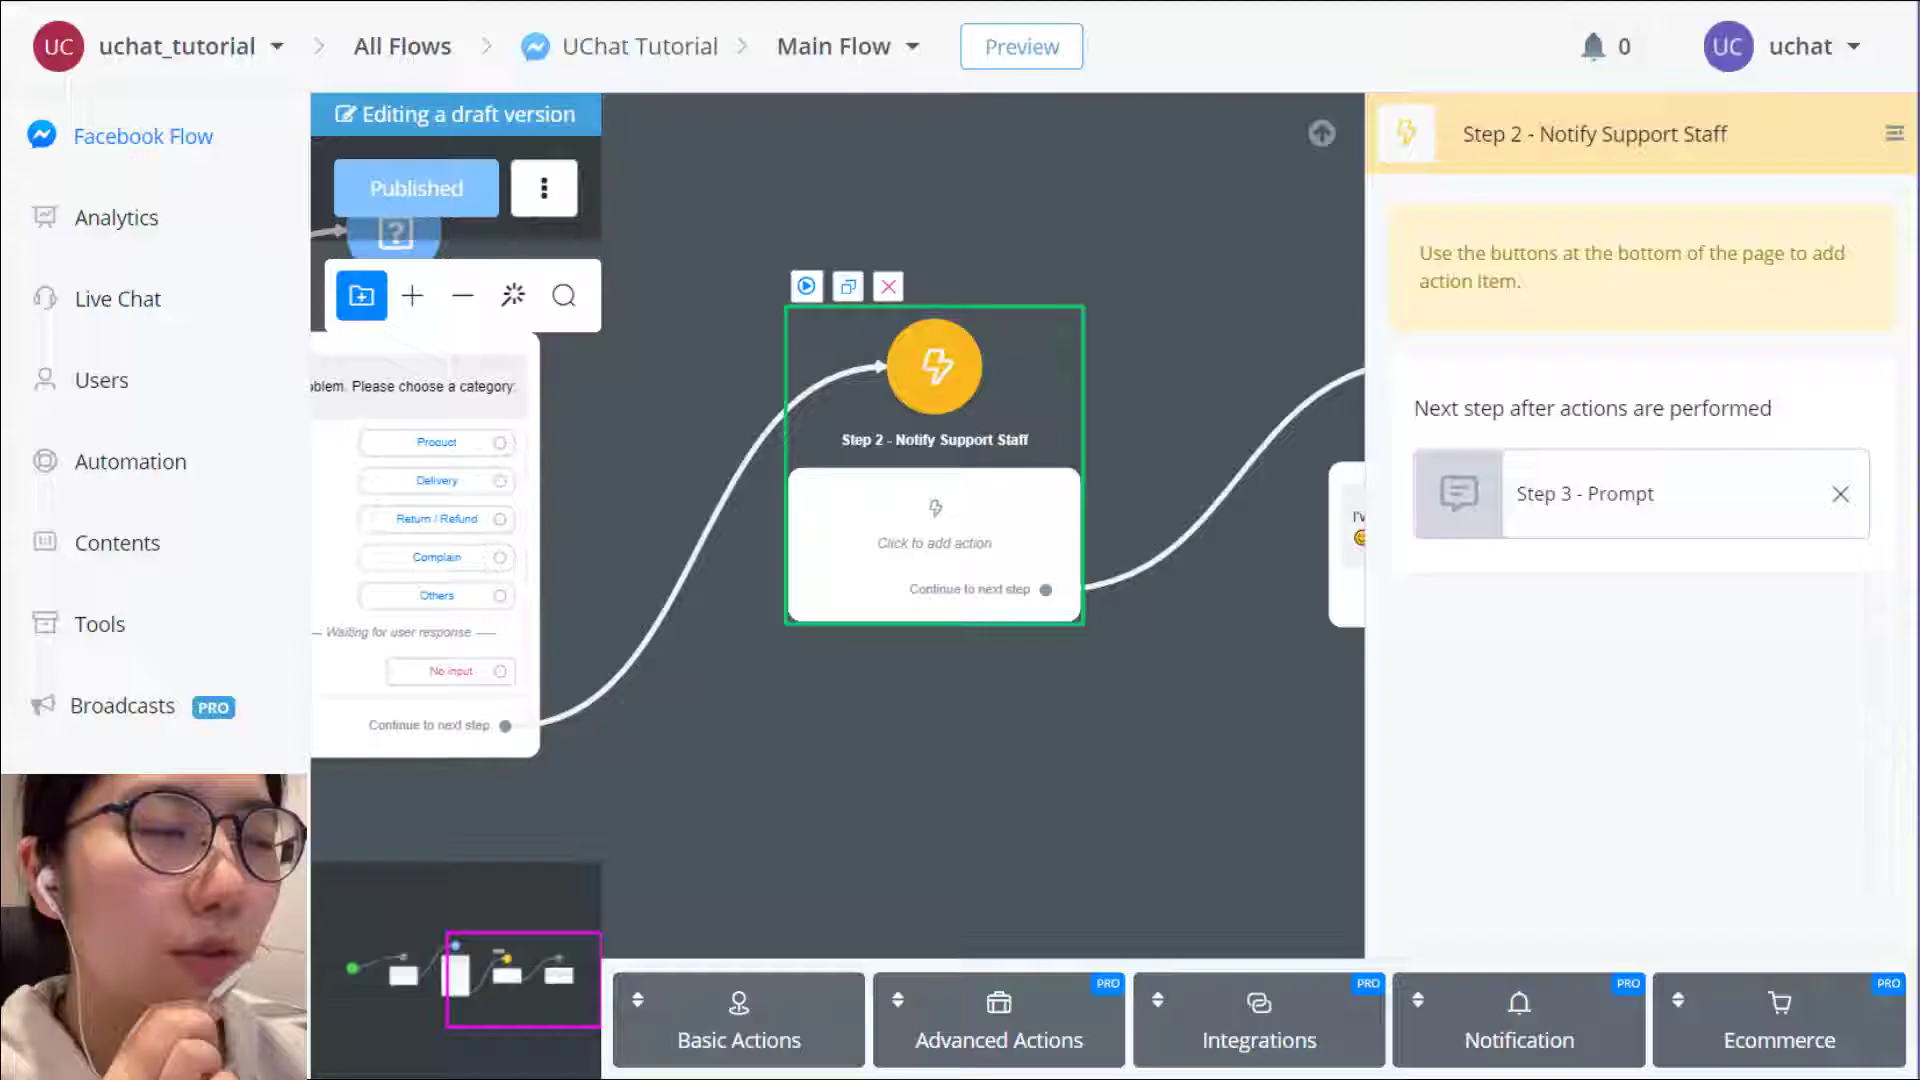 UC uchat_tutorial All Flows UChat Tutorial Main Flow Preview 0 UC uchat
Facebook Flow
Analytics
Live Chat
Users
Automation
Contents
Tools
Broadcasts PRO
Editing a draft version
Published
oblem. Please choose a category:
Product
Delivery
Return / Refund
Complain
Others
Waiting for user response
No input
Continue to next step
Step 2 - Notify Support Staff
Click to add action
Continue to next step
I'v
Step 2 - Notify Support Staff
Use the buttons at the bottom of the page to add
action item.
Next step after actions are performed
Step 3 - Prompt
Basic Actions
PRO
Advanced Actions
PRO
Integrations
PRO
Notification
PRO
Ecommerce